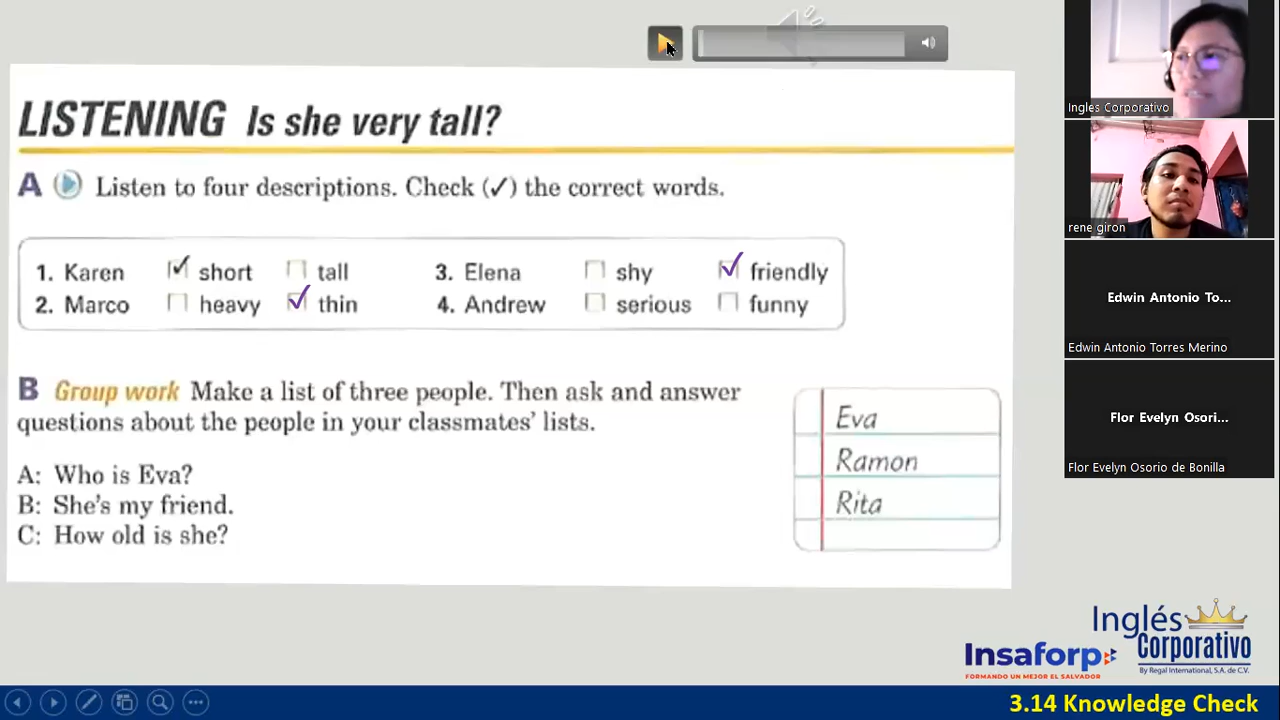 LISTENING Is she very tall?
A Listen to four descriptions. Check (✓) the correct words.
1. Karen short tall 3. Elena shy friendly
2. Marco heavy thin 4. Andrew serious funny
B Group work Make a list of three people. Then ask and answer
questions about the people in your classmates' lists.
A: Who is Eva?
B: She's my friend.
C: How old is she?
Eva
Ramon
Rita
Ingles Corporativo
rene giron
Edwin Antonio To...
Edwin Antonio Torres Merino
Flor Evelyn Osori...
Flor Evelyn Osorio de Bonilla
Insaforp
FORMANDO UN MEJOR EL SALVADOR
Inglés
Corporativo
By Regal International, S.A. de C.V.
3.14 Knowledge Check